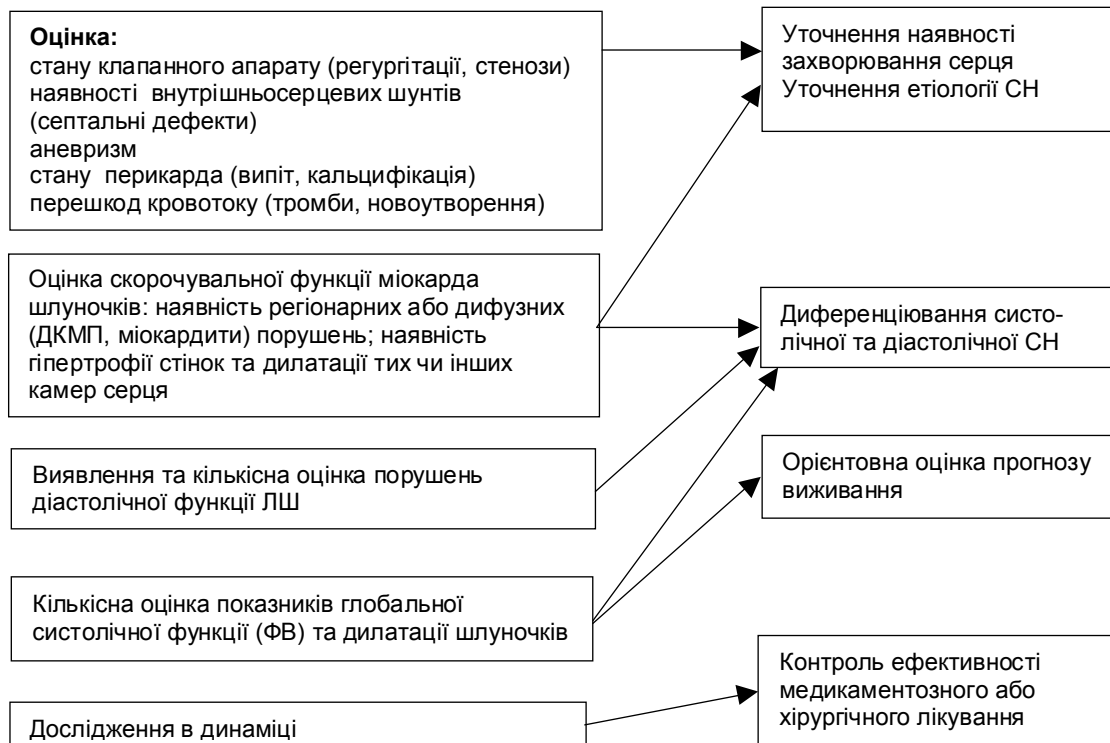 Оцінка:
стану клапанного апарату (регургітації, стенози)
наявності внутрішньосерцевих шунтів
(септальні дефекти)
аневризм
стану перикарда (випіт, кальцифікація)
перешкод кровотоку (тромби, новоутворення)
Уточнення наявності
захворювання серця
Уточнення етіології СН
Оцінка скорочувальної функції міокарда
шлуночків: наявність регіонарних або дифузних
(ДКМП, міокардити) порушень; наявність
гіпертрофії стінок та дилатації тих чи інших
камер серця
Диференціювання систо-
лічної та діастолічної СН
Виявлення та кількісна оцінка порушень
діастолічної функції ЛШ
Орієнтовна оцінка прогнозу
виживання
Кількісна оцінка показників глобальної
систолічної функції (ФВ) та дилатації шлуночків
Контроль ефективності
медикаментозного або
хірургічного лікування
Дослідження в динаміці